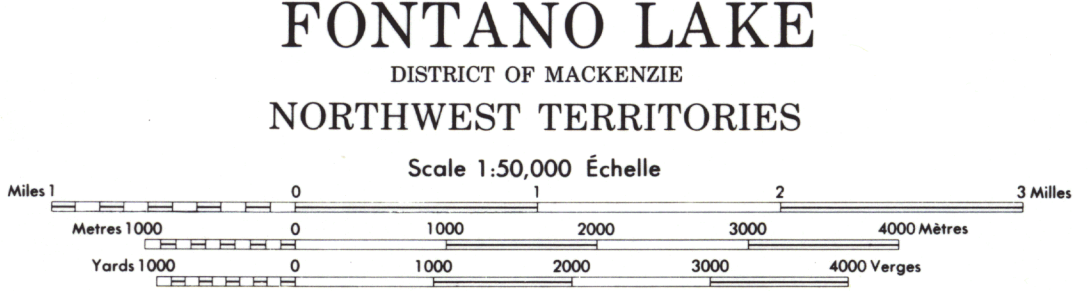 FONTANO LAKE
DISTRICT OF MACKENZIE
NORTHWEST TERRITORIES
Scale 1:50,000 Échelle
Miles 1 0 1 2 3 Milles
Metres 1000 0 1000 2000 3000 4000 Mètres
Yards 1000 0 1000 2000 3000 4000 Verges